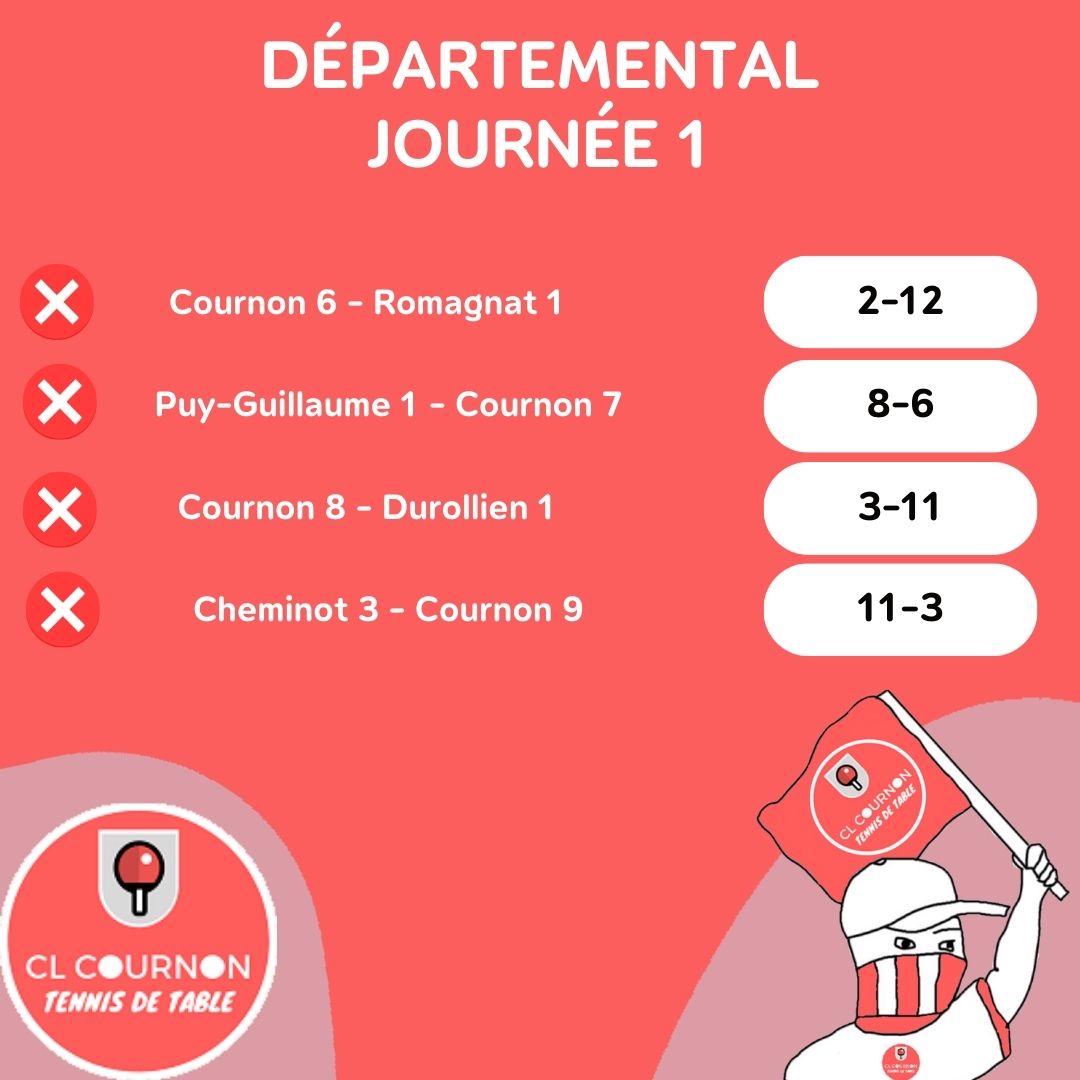 DÉPARTEMENTAL
JOURNÉE 1
Cournon 6 - Romagnat 1
2-12
Puy-Guillaume 1 - Cournon 7
8-6
Cournon 8 - Durollien 1
3-11
Cheminot 3 - Cournon 9
11-3
CL COURNON
TENNIS DE TABLE
CL COURNON
TENNIS DE TABLE
CL COURNON
TENNIS DE TABLE